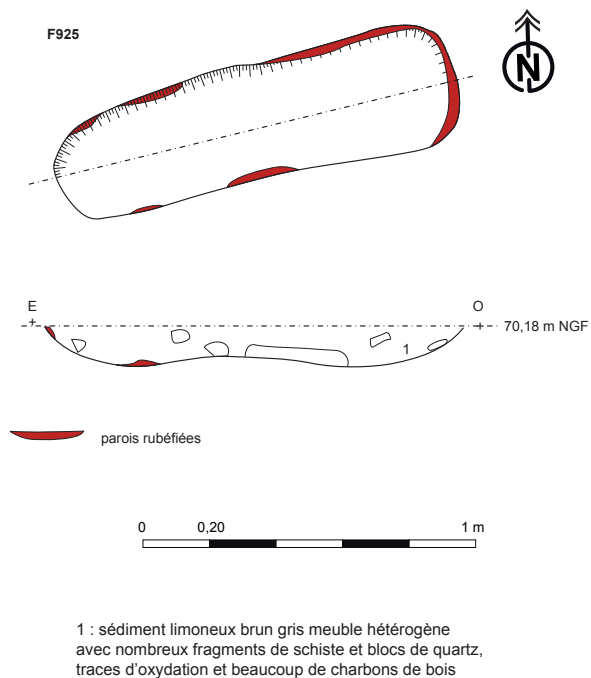 F925
N
E
O
+
+
70,18 m NGF
1
parois rubéfiées
0
0,20
1 m
1 : sédiment limoneux brun gris meuble hétérogène
avec nombreux fragments de schiste et blocs de quartz,
traces d'oxydation et beaucoup de charbons de bois